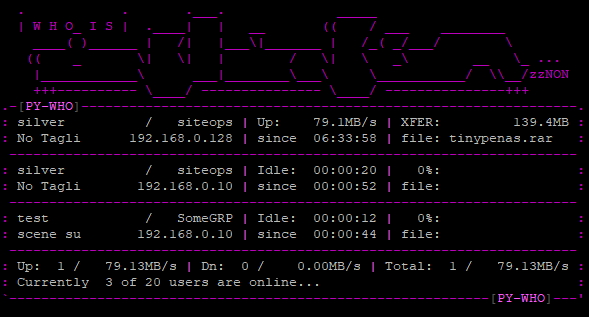 | W H O _ I S |
zzNON
.-[PY-WHO]-.
: silver / siteops | Up: 79.1MB/s | XFER: 139.4MB :
: No Tagli 192.168.0.128 | since 06:33:58 | file: tinypenas.rar :
: silver / siteops | Idle: 00:00:20 | 0%: :
: No Tagli 192.168.0.10 | since 00:00:52 | file: :
: test / SomeGRP | Idle: 00:00:12 | 0%: :
: scene su 192.168.0.10 | since 00:00:44 | file: :
: Up: 1 / 79.13MB/s | Dn: 0 / 0.00MB/s | Total: 1 / 79.13MB/s :
: Currently 3 of 20 users are online... :
[PY-WHO]